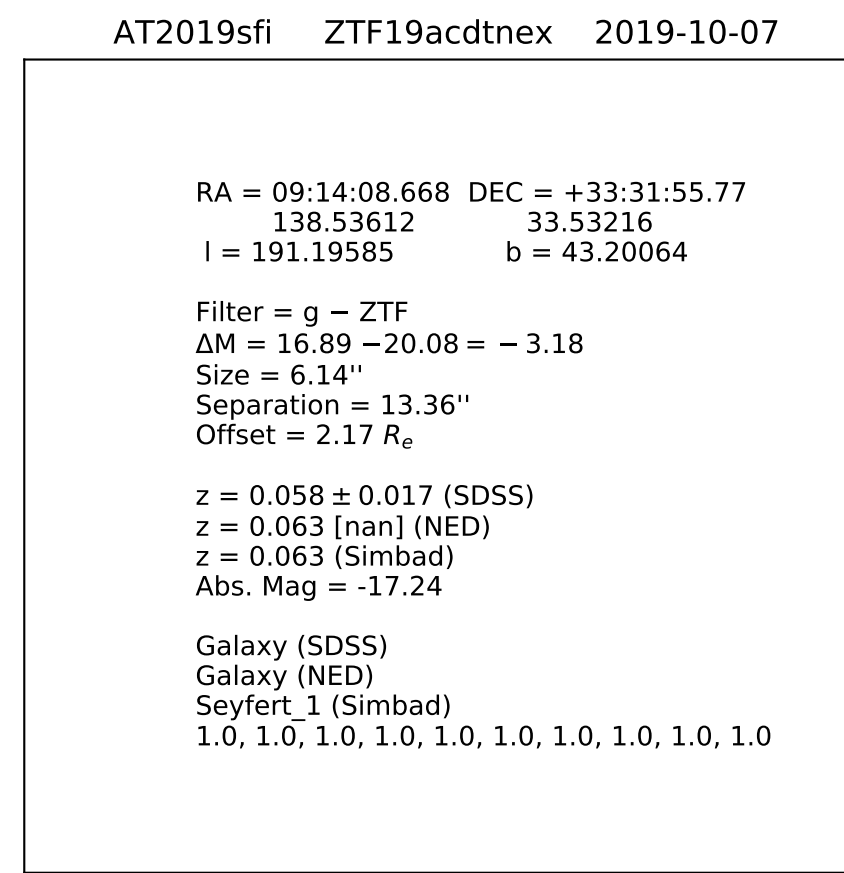 AT2019sfi ZTF19acdtnex 2019-10-07
RA = 09:14:08.668 DEC = +33:31:55.77
138.53612 33.53216
l = 191.19585 b = 43.20064
Filter = g − ZTF
ΔM = 16.89 −20.08 = − 3.18
Size = 6.14''
Separation = 13.36''
Offset = 2.17 Rₑ
z = 0.058 ± 0.017 (SDSS)
z = 0.063 [nan] (NED)
z = 0.063 (Simbad)
Abs. Mag = -17.24
Galaxy (SDSS)
Galaxy (NED)
Seyfert_1 (Simbad)
1.0, 1.0, 1.0, 1.0, 1.0, 1.0, 1.0, 1.0, 1.0, 1.0